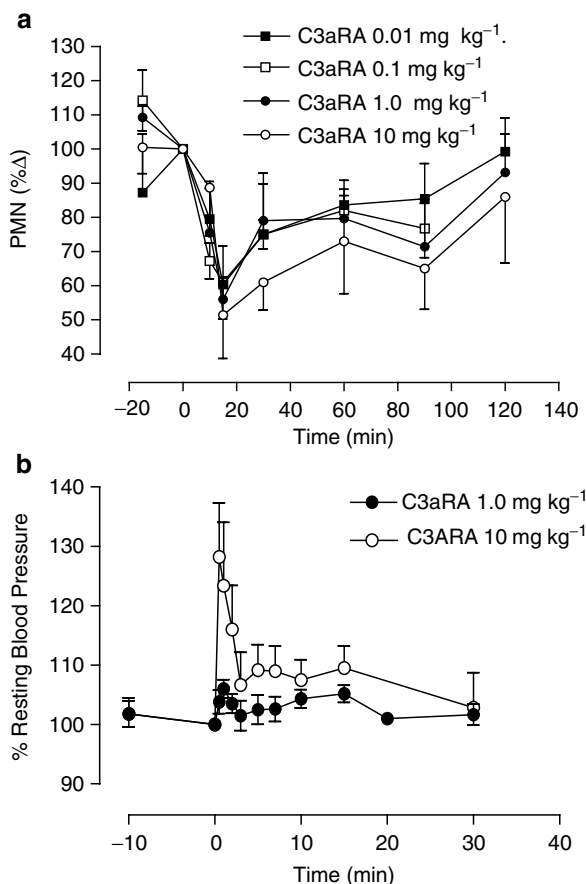 a
C3aRA 0.01 mg kg⁻¹.
C3aRA 0.1 mg kg⁻¹
C3aRA 1.0 mg kg⁻¹
C3aRA 10 mg kg⁻¹
PMN (%Δ)
130
120
110
100
90
80
70
60
50
40
−20 0 20 40 60 80 100 120 140
Time (min)
b
C3aRA 1.0 mg kg⁻¹
C3ARA 10 mg kg⁻¹
% Resting Blood Pressure
140
130
120
110
100
90
−10 0 10 20 30 40
Time (min)